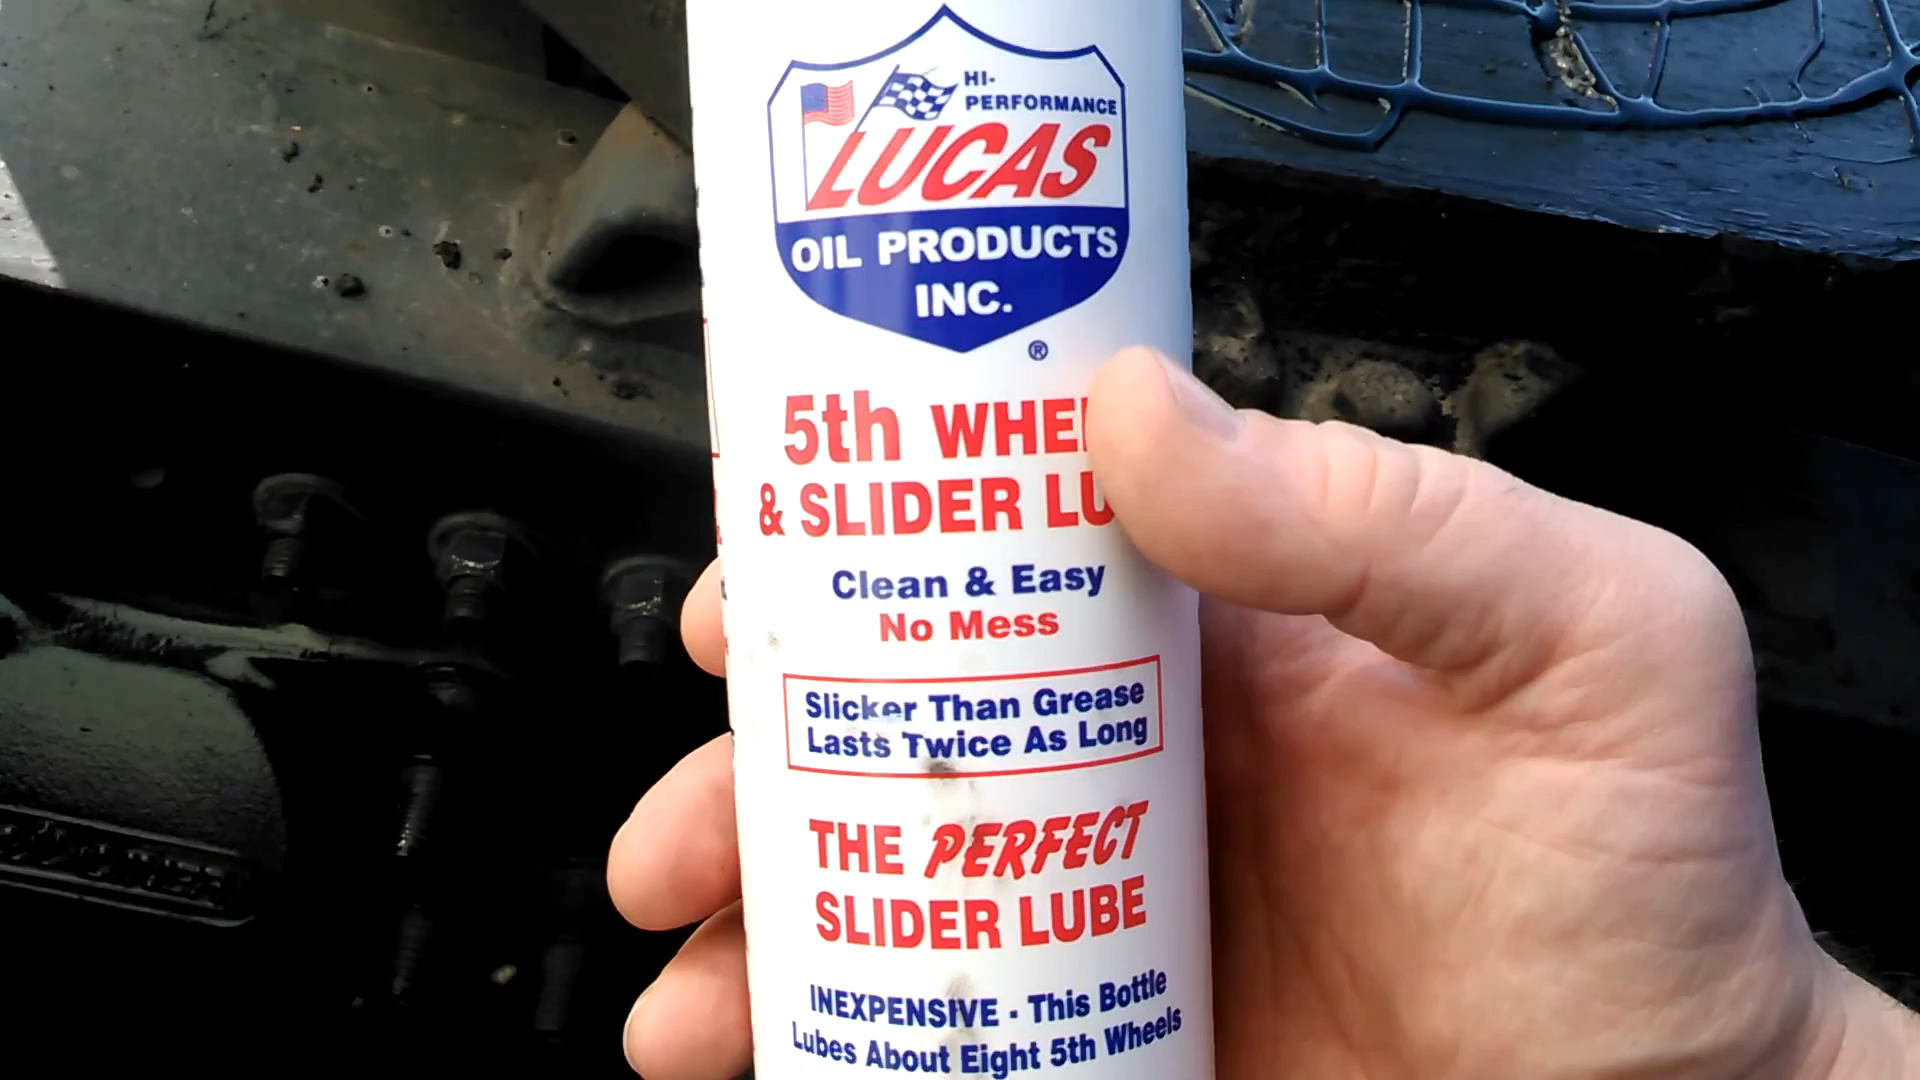 HI-
PERFORMANCE
LUCAS
OIL PRODUCTS
INC.
®
5th WHE
& SLIDER LU
Clean & Easy
No Mess
Slicker Than Grease
Lasts Twice As Long
THE PERFECT
SLIDER LUBE
INEXPENSIVE - This Bottle
Lubes About Eight 5th Wheels